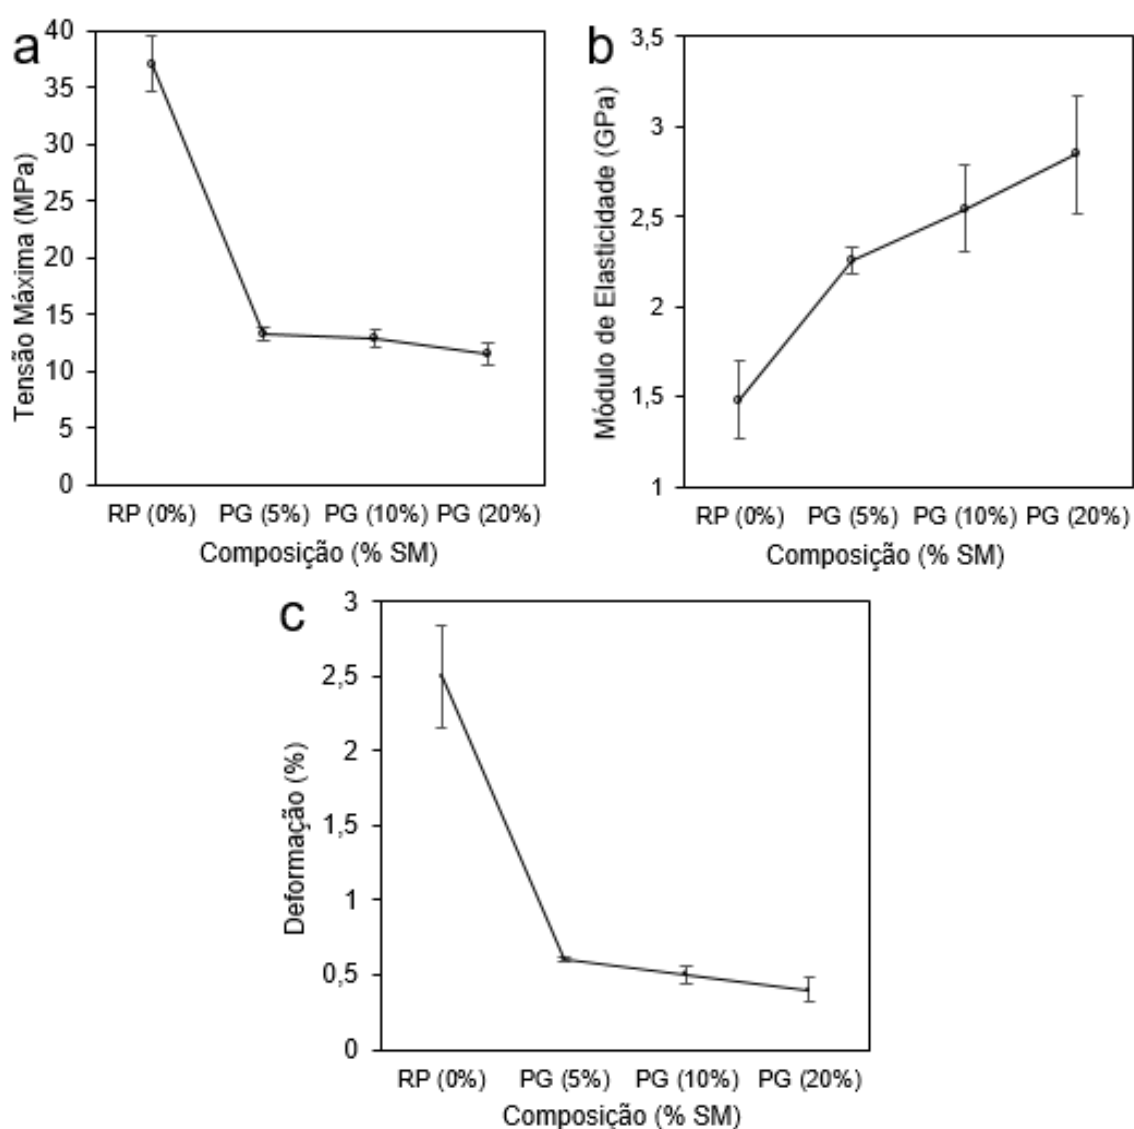 a
Tensão Máxima (MPa)
40
35
30
25
20
15
10
5
0
RP (0%) PG (5%) PG (10%) PG (20%)
Composição (% SM)
b
Módulo de Elasticidade (GPa)
3,5
3
2,5
2
1,5
1
RP (0%) PG (5%) PG (10%) PG (20%)
Composição (% SM)
c
Deformação (%)
3
2,5
2
1,5
1
0,5
0
RP (0%) PG (5%) PG (10%) PG (20%)
Composição (% SM)